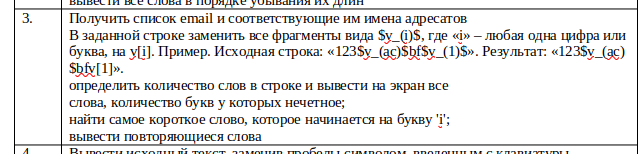 вывести все слова в порядке убывания их длин
3. Получить список email и соответствующие им имена адресатов
В заданной строке заменить все фрагменты вида $y_(i)$, где «i» – любая одна цифра или
буква, на y[i]. Пример. Исходная строка: «123$y_(ac)$bf$y_(1)$». Результат: «123$y_(ac)
$bfy[1]».
определить количество слов в строке и вывести на экран все
слова, количество букв у которых нечетное;
найти самое короткое слово, которое начинается на букву 'i';
вывести повторяющиеся слова
4. Вывести исходный текст, заменив пробелы символом, введенным с клавиатуры